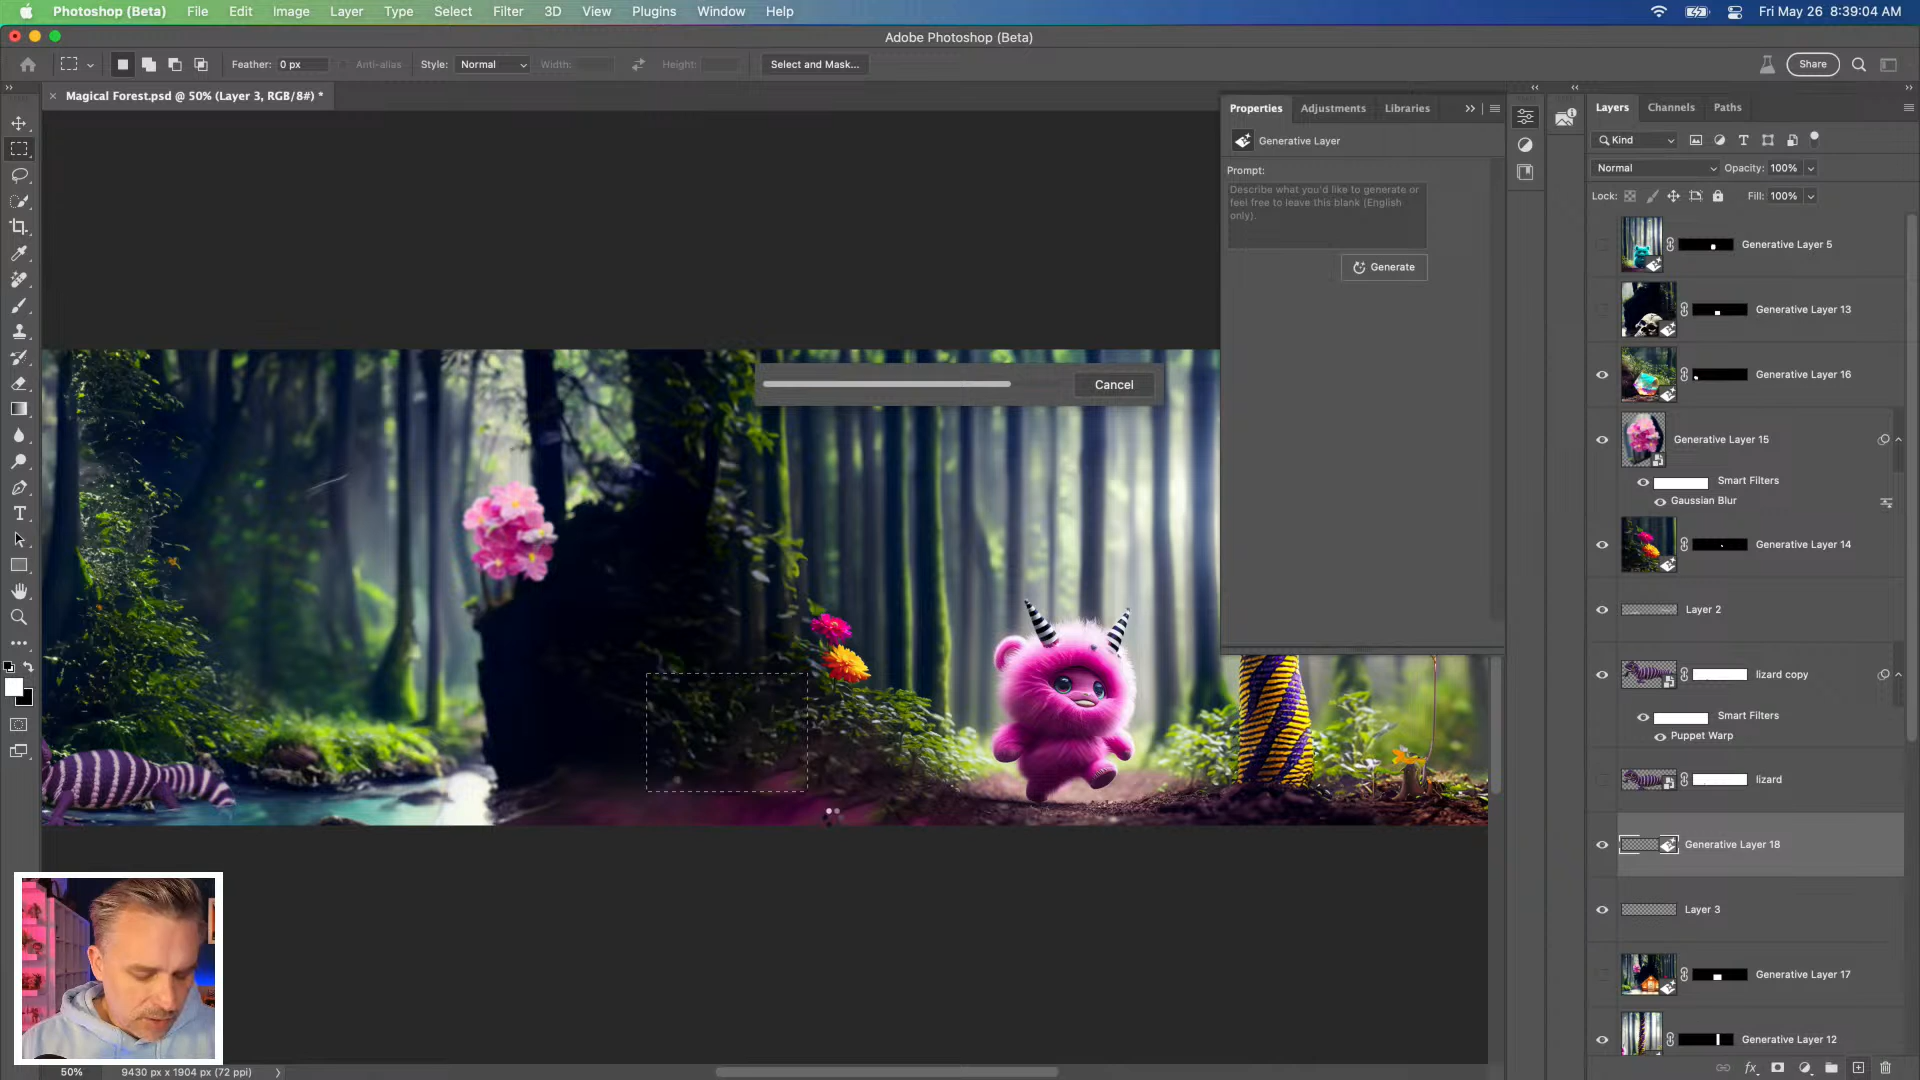 Photoshop (Beta) File Edit Image Layer Type Select Filter 3D View Plugins Window Help Fri May 26 8:39:04 AM
Adobe Photoshop (Beta)
Feather: 0 px Anti-alias Style: Normal Width: Height: Select and Mask... Share
Magical Forest.psd @ 50% (Layer 3, RGB/8#) *
Properties Adjustments Libraries
Generative Layer
Prompt:
Describe what you'd like to generate or
feel free to leave this blank (English
only).
Generate
Cancel
Layers Channels Paths
Kind
Normal Opacity: 100%
Lock: Fill: 100%
Generative Layer 5
Generative Layer 13
Generative Layer 16
Generative Layer 15
Smart Filters
Gaussian Blur
Generative Layer 14
Layer 2
lizard copy
Smart Filters
Puppet Warp
lizard
Generative Layer 18
Layer 3
Generative Layer 17
Generative Layer 12
50% 9430 px x 1904 px (72 ppi)